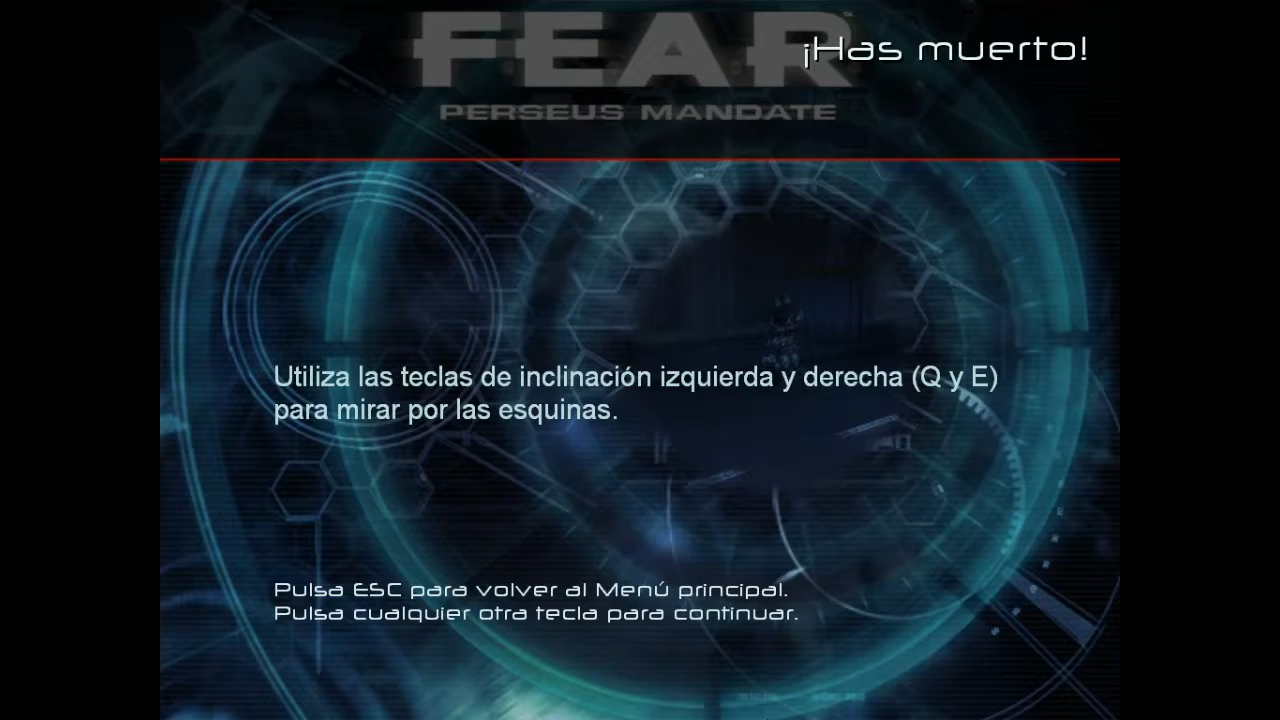 FEAR™
¡Has muerto!
PERSEUS MANDATE
Utiliza las teclas de inclinación izquierda y derecha (Q y E)
para mirar por las esquinas.
Pulsa ESC para volver al Menú principal.
Pulsa cualquier otra tecla para continuar.